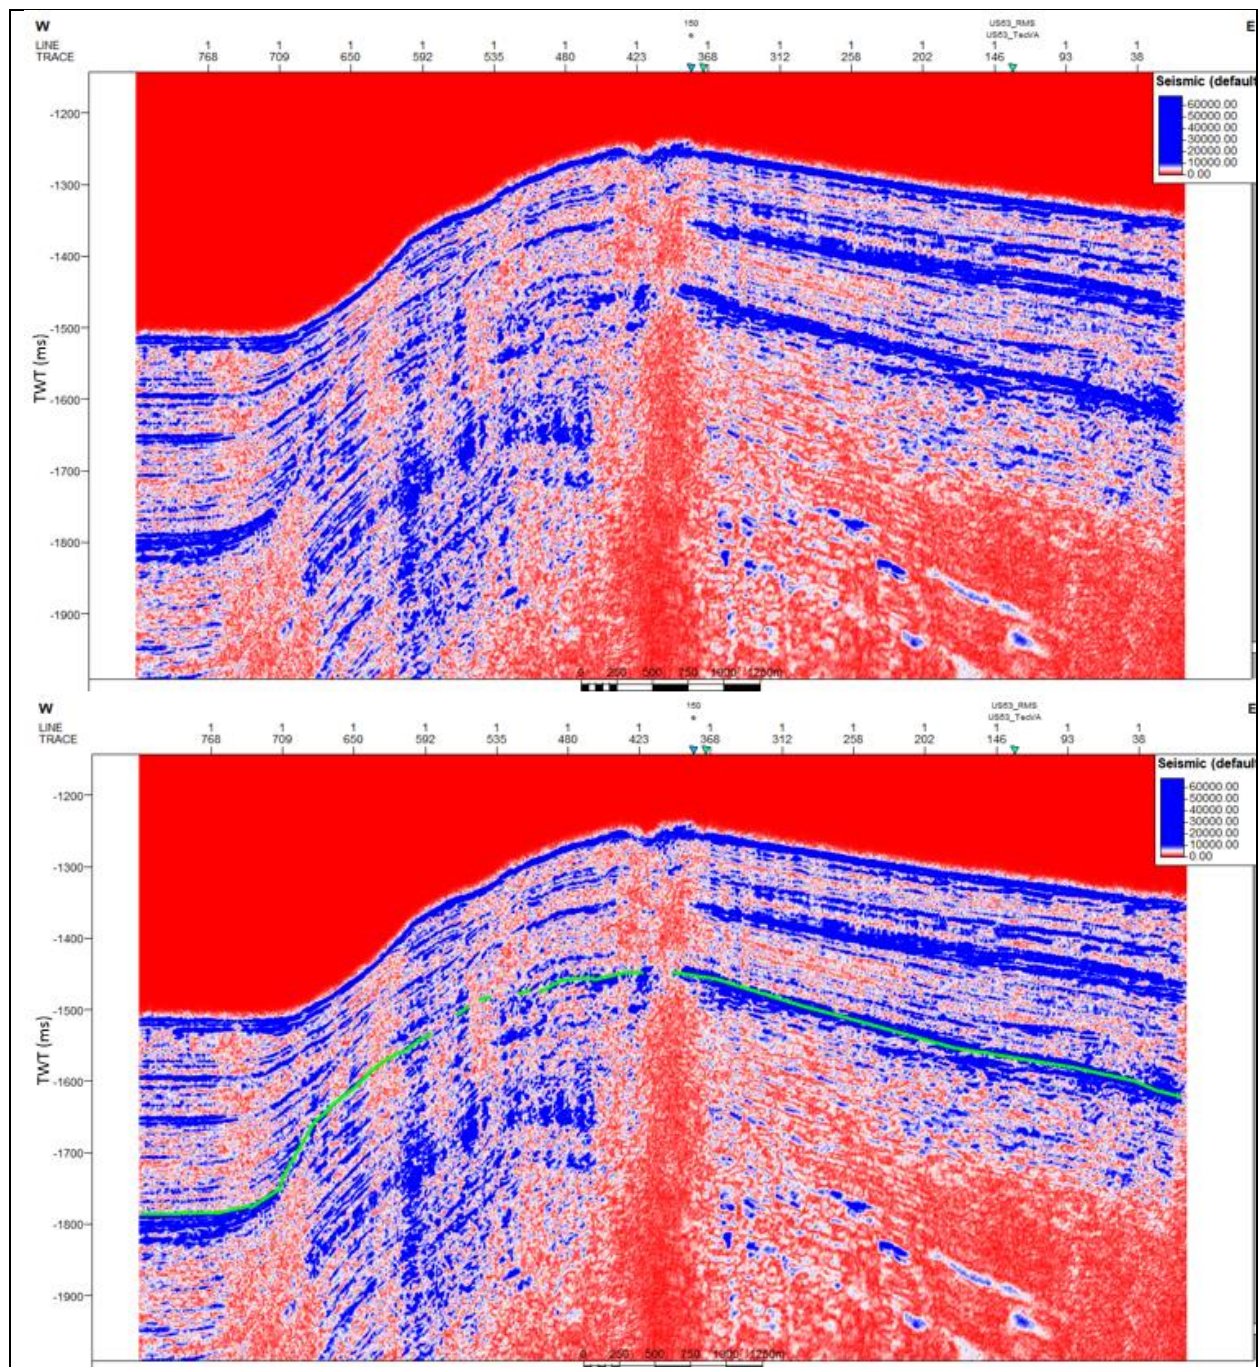 W E
150
US53_RMS
US53_TecVA
LINE 1 1 1 1 1 1 1 1 1 1 1 1 1 1
TRACE 768 709 650 592 535 480 423 368 312 258 202 146 93 38
Seismic (default
60000.00
50000.00
40000.00
30000.00
20000.00
10000.00
0.00
-1200
-1300
-1400
-1500
-1600
-1700
-1800
-1900
TWT (ms)
0 250 500 750 1000 1250m
W E
150
US53_RMS
US53_TecVA
LINE 1 1 1 1 1 1 1 1 1 1 1 1 1 1
TRACE 768 709 650 592 535 480 423 368 312 258 202 146 93 38
Seismic (default
60000.00
50000.00
40000.00
30000.00
20000.00
10000.00
0.00
-1200
-1300
-1400
-1500
-1600
-1700
-1800
-1900
TWT (ms)
0 250 500 750 1000 1250m